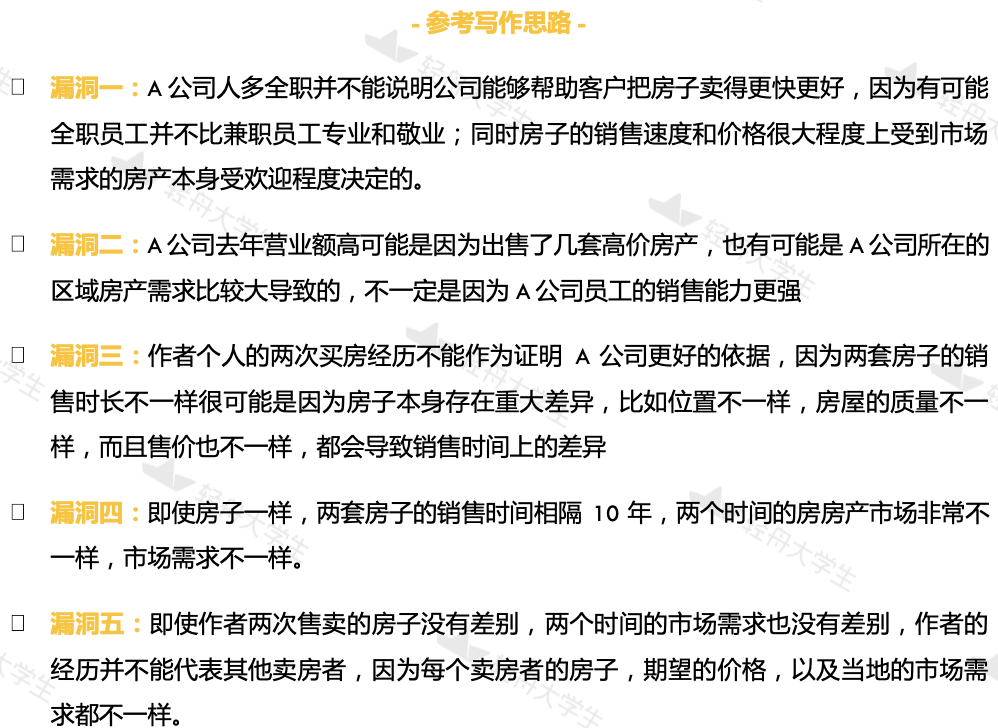 - 参考写作思路 -
漏洞一：A 公司人多全职并不能说明公司能够帮助客户把房子卖得更快更好，因为有可能
全职员工并不比兼职员工专业和敬业；同时房子的销售速度和价格很大程度上受到市场
需求的房产本身受欢迎程度决定的。
漏洞二：A 公司去年营业额高可能是因为出售了几套高价房产，也有可能是 A 公司所在的
区域房产需求比较大导致的，不一定是因为 A 公司员工的销售能力更强
漏洞三：作者个人的两次买房经历不能作为证明 A 公司更好的依据，因为两套房子的销
售时长不一样很可能是因为房子本身存在重大差异，比如位置不一样，房屋的质量不一
样，而且售价也不一样，都会导致销售时间上的差异
漏洞四：即使房子一样，两套房子的销售时间相隔 10 年，两个时间的房房产市场非常不
一样，市场需求不一样。
漏洞五：即使作者两次售卖的房子没有差别，两个时间的市场需求也没有差别，作者的
经历并不能代表其他卖房者，因为每个卖房者的房子，期望的价格，以及当地的市场需
求都不一样。
轻舟大学生